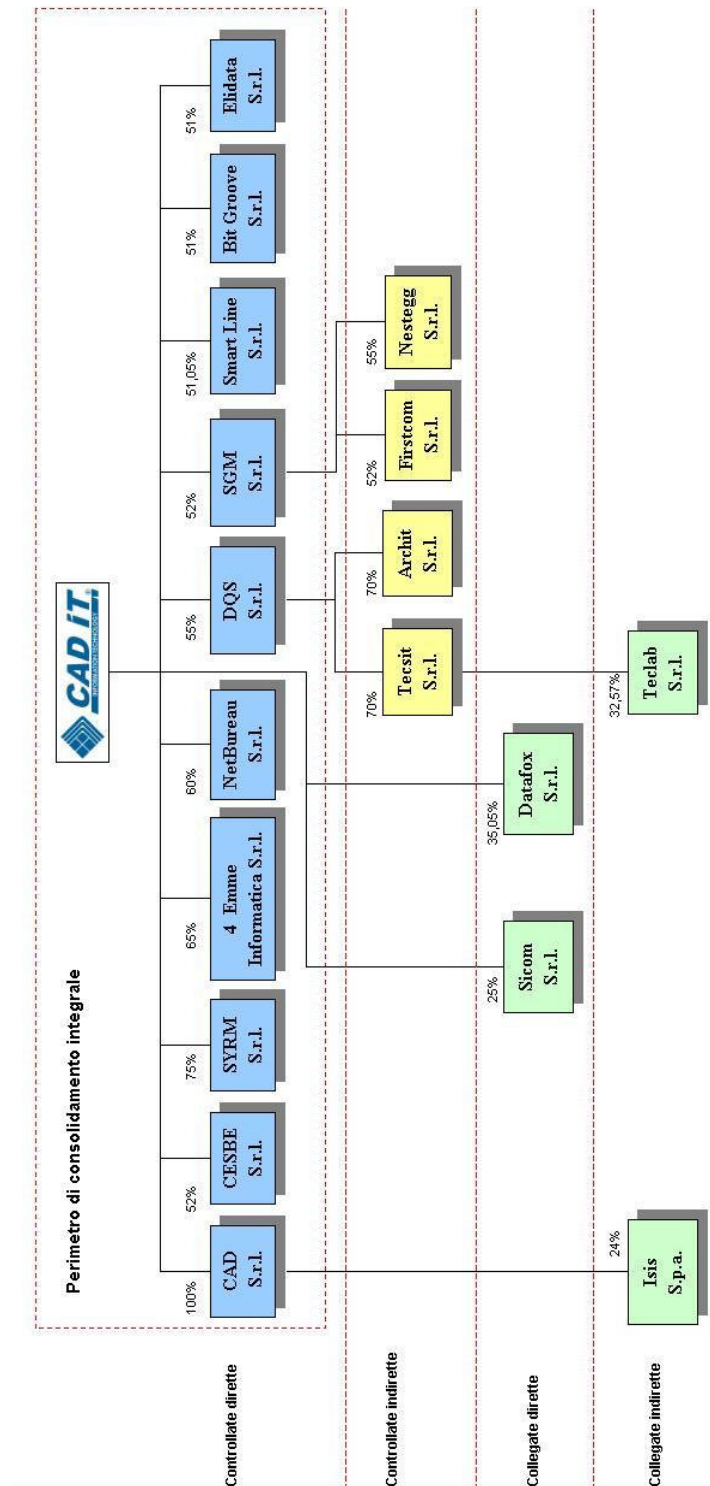 Perimetro di consolidamento integrale
CAD iT
INFORMATION TECHNOLOGY
Controllate dirette
100%
CAD
S.r.l.
52%
CESBE
S.r.l.
75%
SYRM
S.r.l.
65%
4 Emme
Informatica S.r.l.
60%
NetBureau
S.r.l.
55%
DQS
S.r.l.
52%
SGM
S.r.l.
51,05%
Smart Line
S.r.l.
51%
Bit Groove
S.r.l.
51%
Elidata
S.r.l.
Controllate indirette
70%
Tecsit
S.r.l.
70%
Archit
S.r.l.
52%
Firstcom
S.r.l.
55%
Nestegg
S.r.l.
Collegate dirette
25%
Sicom
S.r.l.
35,05%
Datafox
S.r.l.
Collegate indirette
24%
Isis
S.p.a.
32,57%
Teclab
S.r.l.